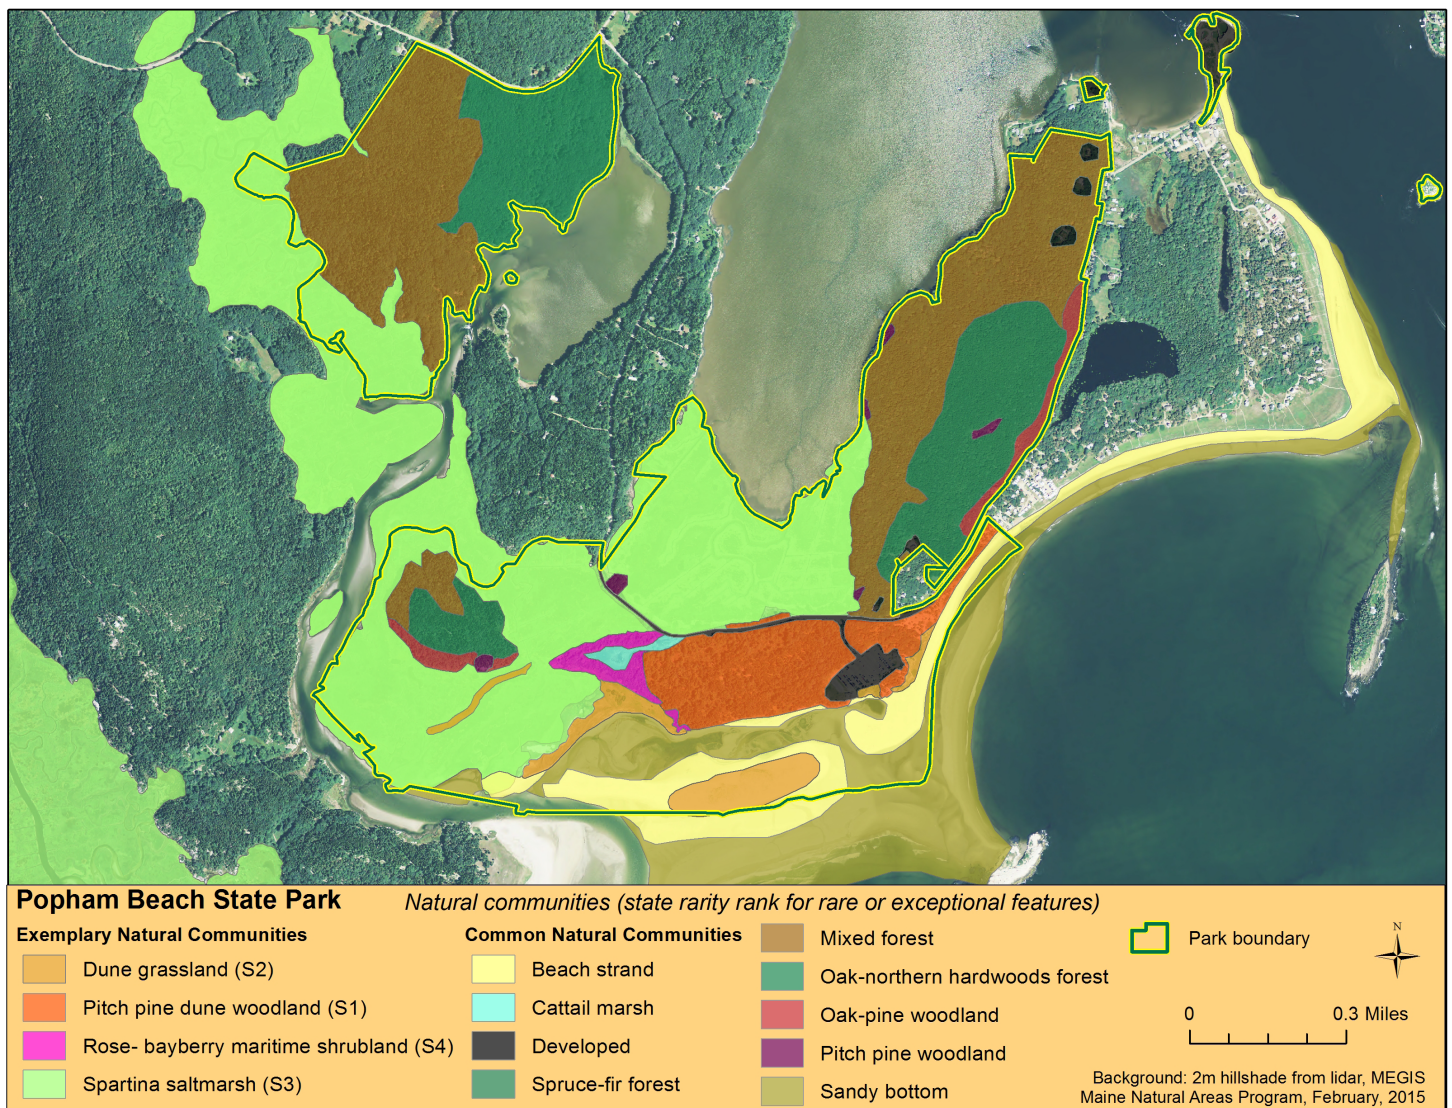 Popham Beach State Park
Natural communities (state rarity rank for rare or exceptional features)
Exemplary Natural Communities
Dune grassland (S2)
Pitch pine dune woodland (S1)
Rose- bayberry maritime shrubland (S4)
Spartina saltmarsh (S3)
Common Natural Communities
Beach strand
Cattail marsh
Developed
Spruce-fir forest
Mixed forest
Oak-northern hardwoods forest
Oak-pine woodland
Pitch pine woodland
Sandy bottom
Park boundary
N
0 0.3 Miles
Background: 2m hillshade from lidar, MEGIS
Maine Natural Areas Program, February, 2015